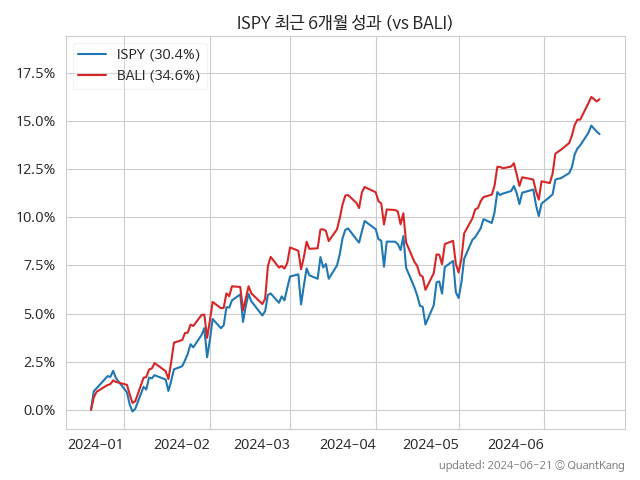 ISPY 최근 6개월 성과 (vs BALI)
ISPY (30.4%)
BALI (34.6%)
17.5%
15.0%
12.5%
10.0%
7.5%
5.0%
2.5%
0.0%
2024-01 2024-02 2024-03 2024-04 2024-05 2024-06
updated: 2024-06-21 © QuantKang